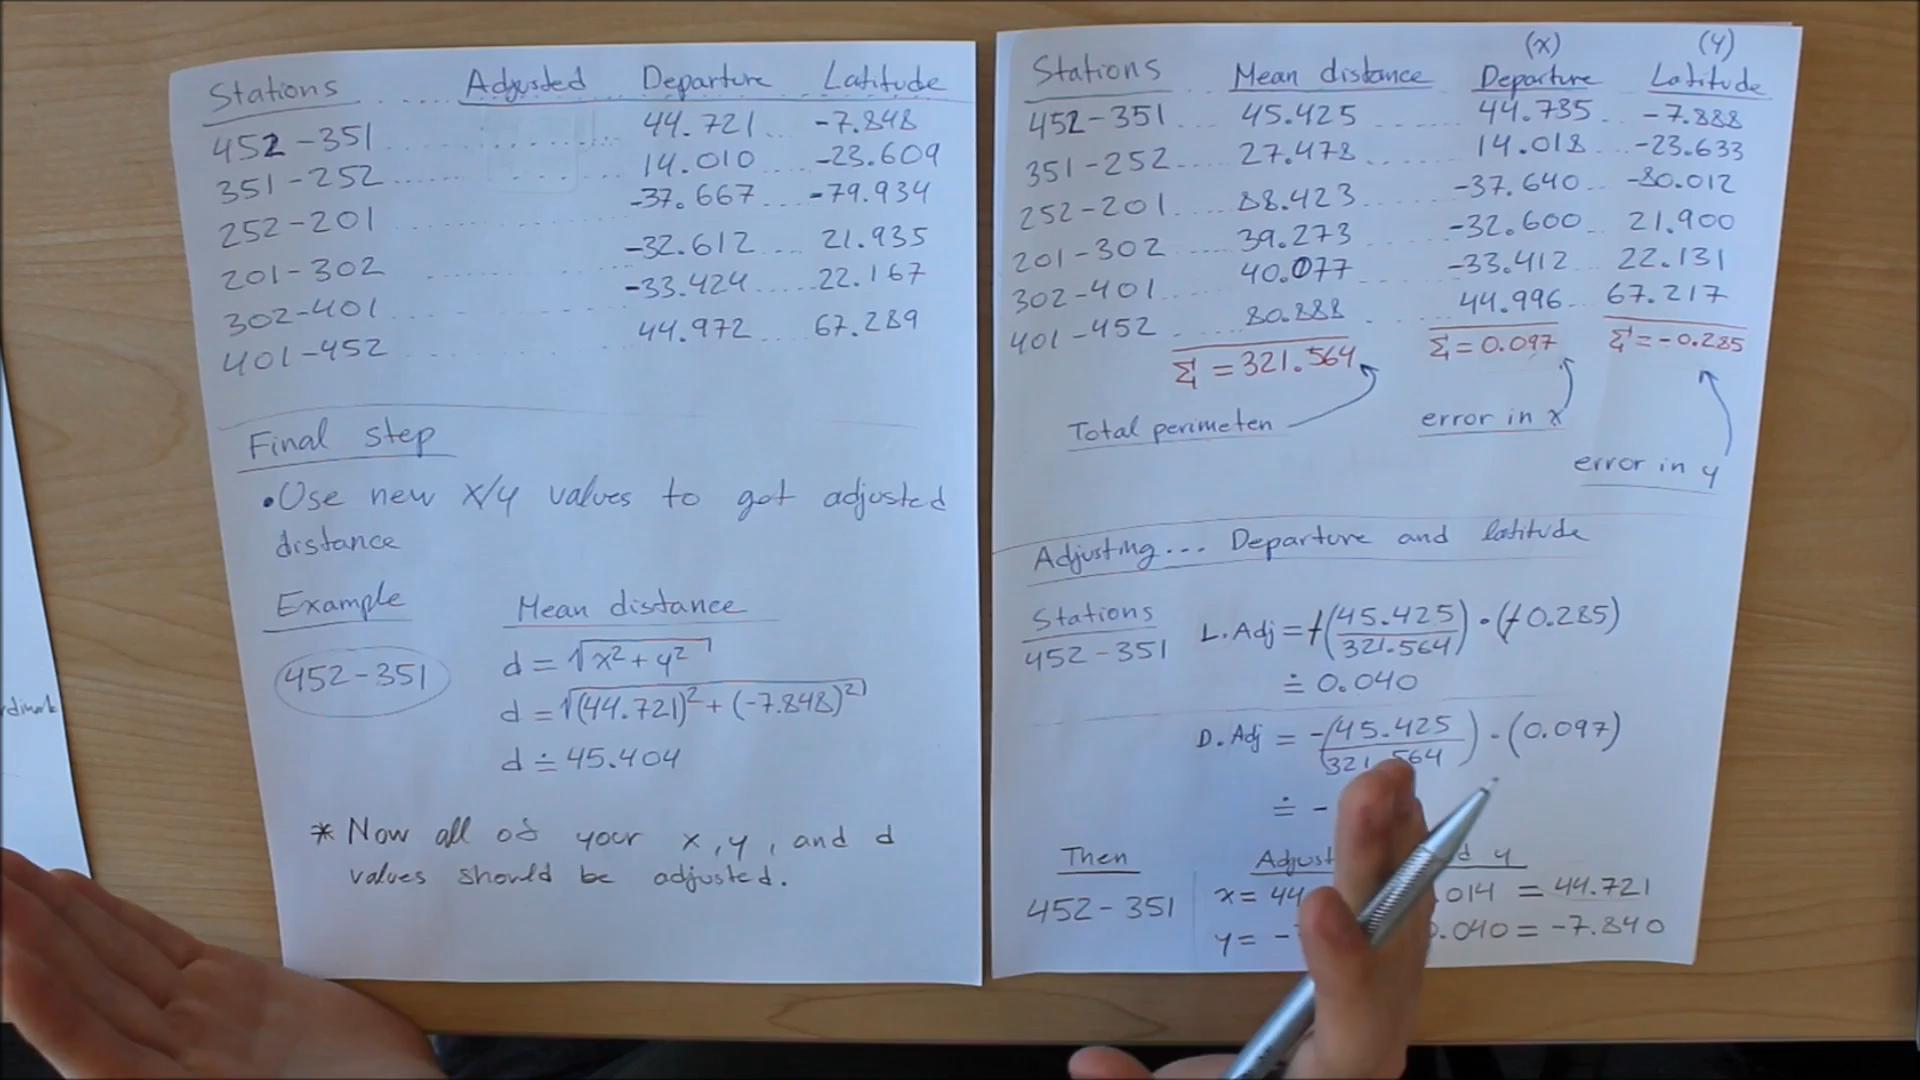 Stations Adjusted Departure Latitude
452-351 44.721 -7.848
351-252 14.010 -23.609
252-201 -37.667 -79.934
201-302 -32.612 21.935
302-401 -33.424 22.167
401-452 44.972 67.289
Final step
• Use new x/y values to get adjusted
distance
Example Mean distance
452-351 d = √x² + y²
d = √(44.721)² + (-7.848)²
d ≐ 45.404
* Now all of your x, y, and d
values should be adjusted.
(x) (y)
Stations Mean distance Departure Latitude
452-351 45.425 44.735 -7.888
351-252 27.478 14.018 -23.633
252-201 88.423 -37.640 -80.012
201-302 39.273 -32.600 21.900
302-401 40.077 -33.412 22.131
401-452 80.888 44.996 67.217
Σ = 321.564 Σ = 0.097 Σ = -0.285
Total perimeter error in x
error in y
Adjusting... Departure and latitude
Stations
452-351 L. Adj = +(45.425/321.564) • (+0.285)
≐ 0.040
D. Adj = -(45.425/321.564) • (0.097)
≐ -
Then y
452-351 x = 44 .014 = 44.721
y = - 0.040 = -7.840